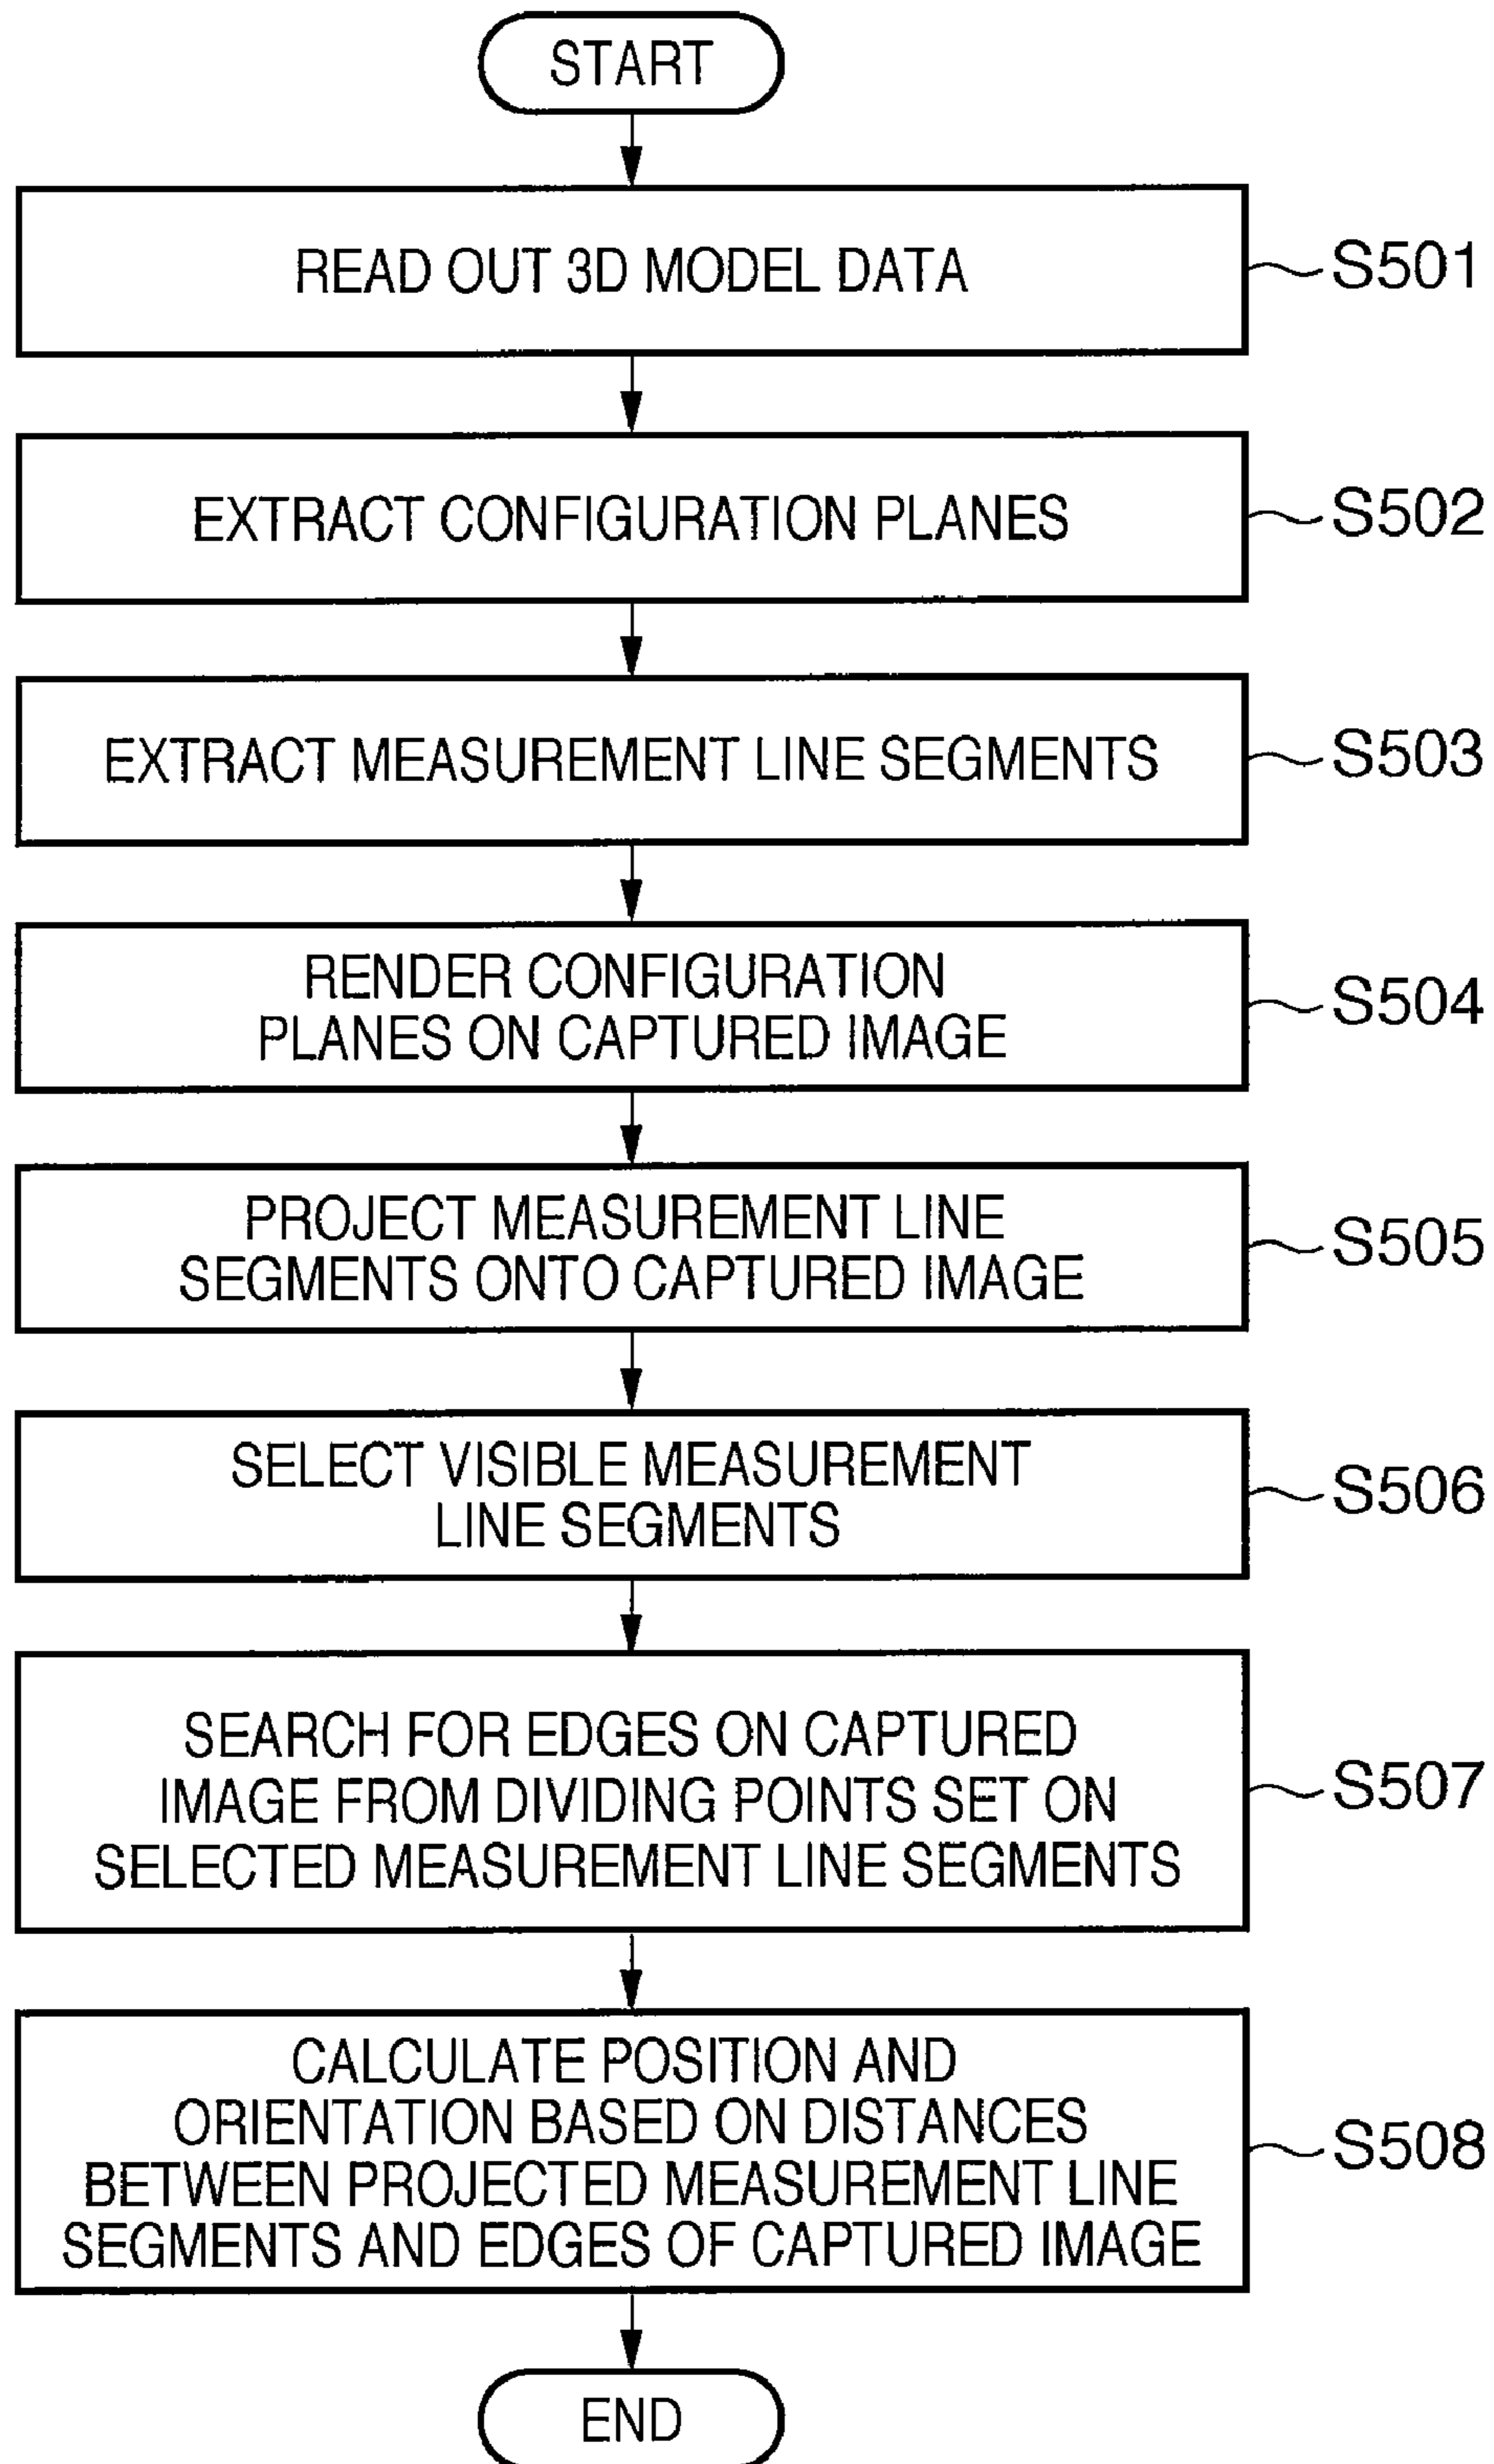 START
READ OUT 3D MODEL DATA
S501
EXTRACT CONFIGURATION PLANES
S502
EXTRACT MEASUREMENT LINE SEGMENTS
S503
RENDER CONFIGURATION
PLANES ON CAPTURED IMAGE
S504
PROJECT MEASUREMENT LINE
SEGMENTS ONTO CAPTURED IMAGE
S505
SELECT VISIBLE MEASUREMENT
LINE SEGMENTS
S506
SEARCH FOR EDGES ON CAPTURED
IMAGE FROM DIVIDING POINTS SET ON
SELECTED MEASUREMENT LINE SEGMENTS
S507
CALCULATE POSITION AND
ORIENTATION BASED ON DISTANCES
BETWEEN PROJECTED MEASUREMENT LINE
SEGMENTS AND EDGES OF CAPTURED IMAGE
S508
END